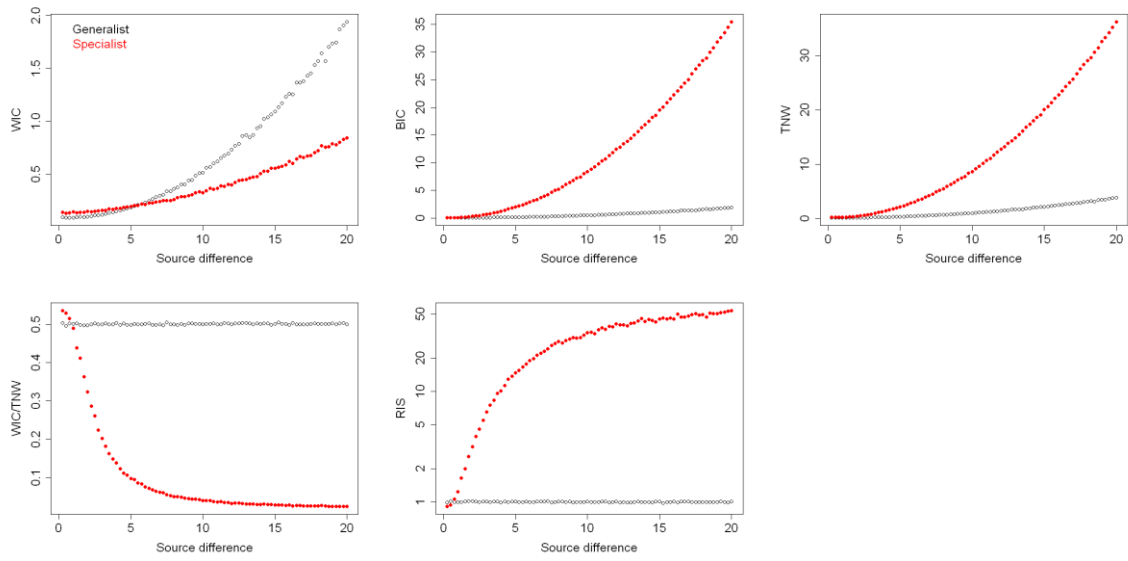 Generalist
Specialist
WIC
2.0
1.5
1.0
0.5
0 5 10 15 20
Source difference
BIC
35
30
25
20
15
10
5
0
0 5 10 15 20
Source difference
TNW
30
20
10
0
0 5 10 15 20
Source difference
WIC/TNW
0.5
0.4
0.3
0.2
0.1
0 5 10 15 20
Source difference
RIS
50
20
10
5
2
1
0 5 10 15 20
Source difference